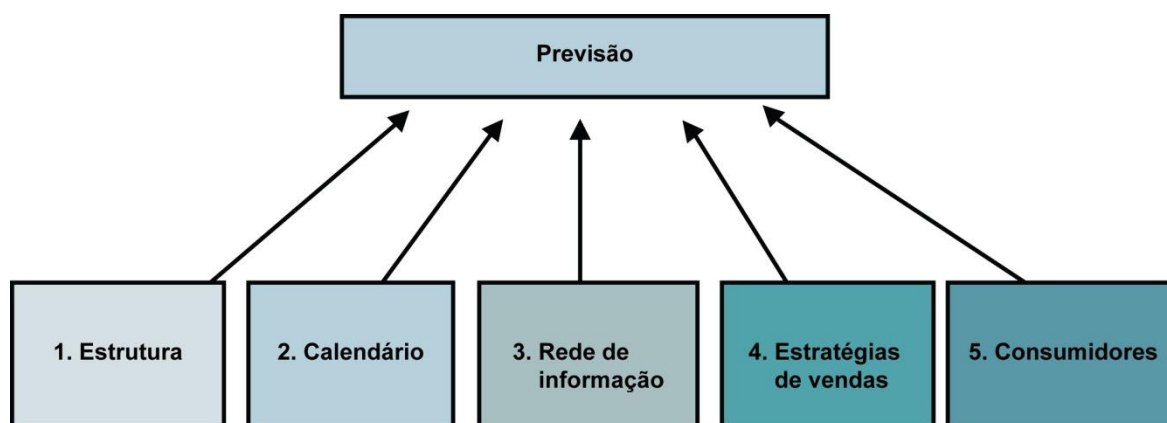 Previsão
1. Estrutura
2. Calendário
3. Rede de
informação
4. Estratégias
de vendas
5. Consumidores